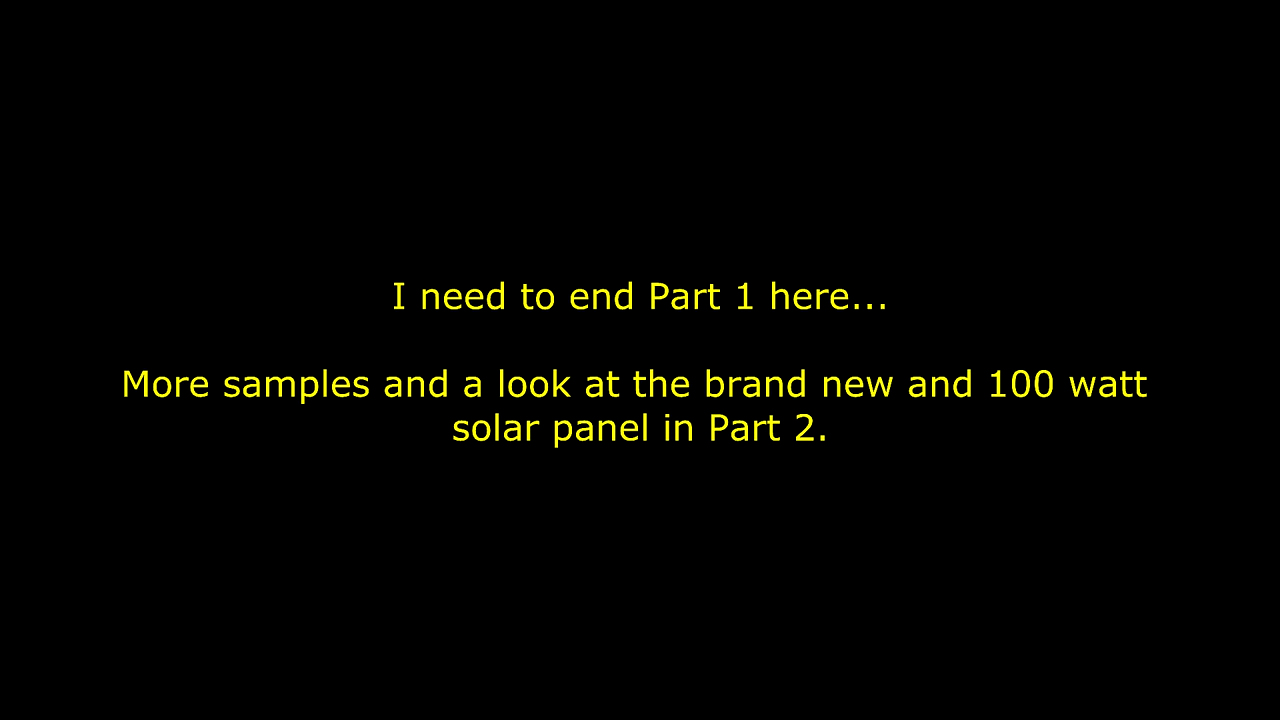 I need to end Part 1 here...
More samples and a look at the brand new and 100 watt
solar panel in Part 2.